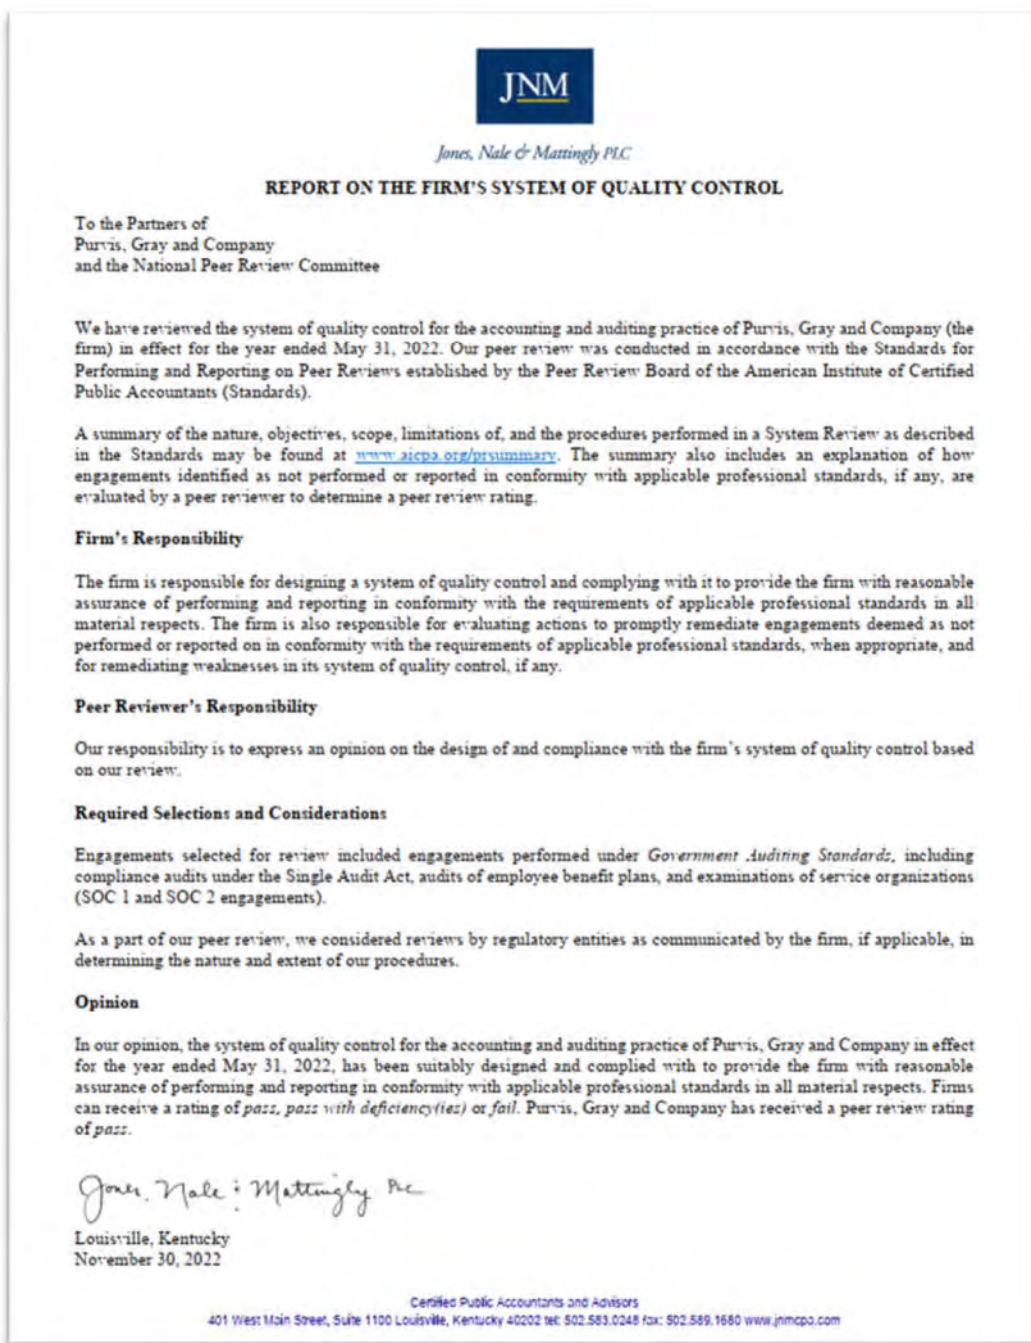 JNM
Jones, Nale & Mattingly PLC
REPORT ON THE FIRM'S SYSTEM OF QUALITY CONTROL
To the Partners of
Purvis, Gray and Company
and the National Peer Review Committee
We have reviewed the system of quality control for the accounting and auditing practice of Purvis, Gray and Company (the
firm) in effect for the year ended May 31, 2022. Our peer review was conducted in accordance with the Standards for
Performing and Reporting on Peer Reviews established by the Peer Review Board of the American Institute of Certified
Public Accountants (Standards).
A summary of the nature, objectives, scope, limitations of, and the procedures performed in a System Review as described
in the Standards may be found at www.aicpa.org/prsummary. The summary also includes an explanation of how
engagements identified as not performed or reported in conformity with applicable professional standards, if any, are
evaluated by a peer reviewer to determine a peer review rating.
Firm's Responsibility
The firm is responsible for designing a system of quality control and complying with it to provide the firm with reasonable
assurance of performing and reporting in conformity with the requirements of applicable professional standards in all
material respects. The firm is also responsible for evaluating actions to promptly remediate engagements deemed as not
performed or reported on in conformity with the requirements of applicable professional standards, when appropriate, and
for remediating weaknesses in its system of quality control, if any.
Peer Reviewer's Responsibility
Our responsibility is to express an opinion on the design of and compliance with the firm's system of quality control based
on our review.
Required Selections and Considerations
Engagements selected for review included engagements performed under Government Auditing Standards, including
compliance audits under the Single Audit Act, audits of employee benefit plans, and examinations of service organizations
(SOC 1 and SOC 2 engagements).
As a part of our peer review, we considered reviews by regulatory entities as communicated by the firm, if applicable, in
determining the nature and extent of our procedures.
Opinion
In our opinion, the system of quality control for the accounting and auditing practice of Purvis, Gray and Company in effect
for the year ended May 31, 2022, has been suitably designed and complied with to provide the firm with reasonable
assurance of performing and reporting in conformity with applicable professional standards in all material respects. Firms
can receive a rating of pass, pass with deficiency(ies) or fail. Purvis, Gray and Company has received a peer review rating
of pass.
Jones, Nale & Mattingly PLC
Louisville, Kentucky
November 30, 2022
Certified Public Accountants and Advisors
401 West Main Street, Suite 1100 Louisville, Kentucky 40202 tel: 502.583.0248 fax: 502.589.1680 www.jnmcpa.com